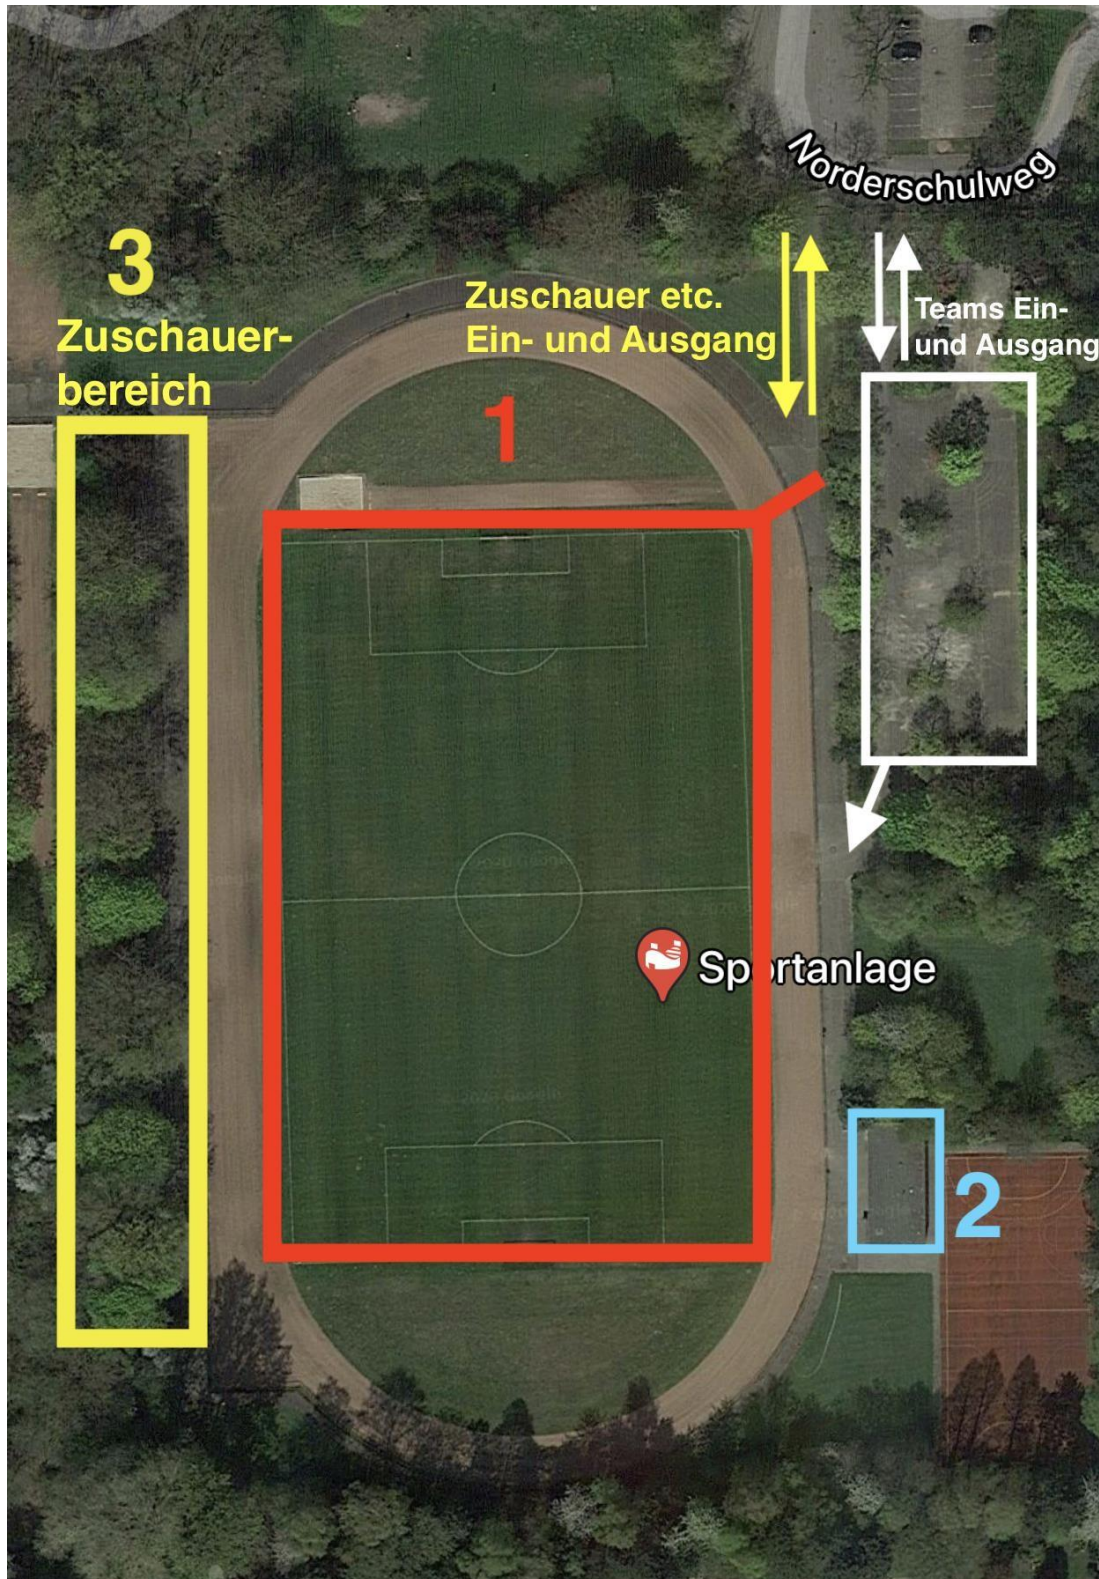 Norderschulweg
3
Zuschauer-
bereich
Zuschauer etc.
Ein- und Ausgang
Teams Ein-
und Ausgang
1
Sportanlage
2